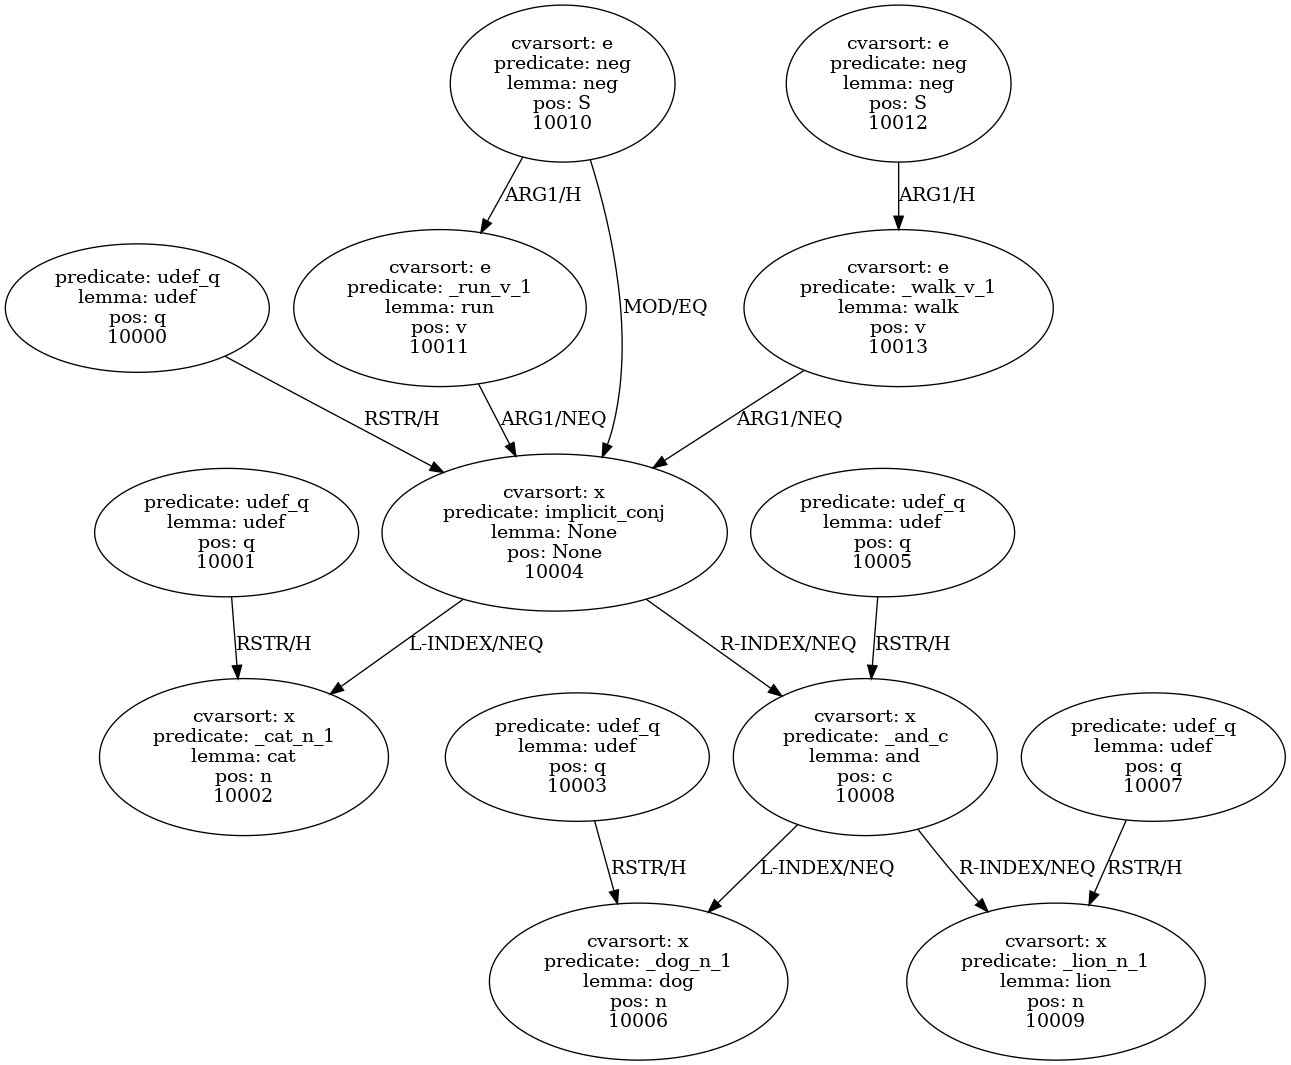 cvarsort: e
predicate: neg
lemma: neg
pos: S
10010
cvarsort: e
predicate: neg
lemma: neg
pos: S
10012
ARG1/H
ARG1/H
predicate: udef_q
lemma: udef
pos: q
10000
cvarsort: e
predicate: _run_v_1
lemma: run
pos: v
10011
MOD/EQ
cvarsort: e
predicate: _walk_v_1
lemma: walk
pos: v
10013
RSTR/H
ARG1/NEQ
ARG1/NEQ
predicate: udef_q
lemma: udef
pos: q
10001
cvarsort: x
predicate: implicit_conj
lemma: None
pos: None
10004
predicate: udef_q
lemma: udef
pos: q
10005
RSTR/H
L-INDEX/NEQ
R-INDEX/NEQ
RSTR/H
cvarsort: x
predicate: _cat_n_1
lemma: cat
pos: n
10002
predicate: udef_q
lemma: udef
pos: q
10003
cvarsort: x
predicate: _and_c
lemma: and
pos: c
10008
predicate: udef_q
lemma: udef
pos: q
10007
RSTR/H
L-INDEX/NEQ
R-INDEX/NEQ
RSTR/H
cvarsort: x
predicate: _dog_n_1
lemma: dog
pos: n
10006
cvarsort: x
predicate: _lion_n_1
lemma: lion
pos: n
10009